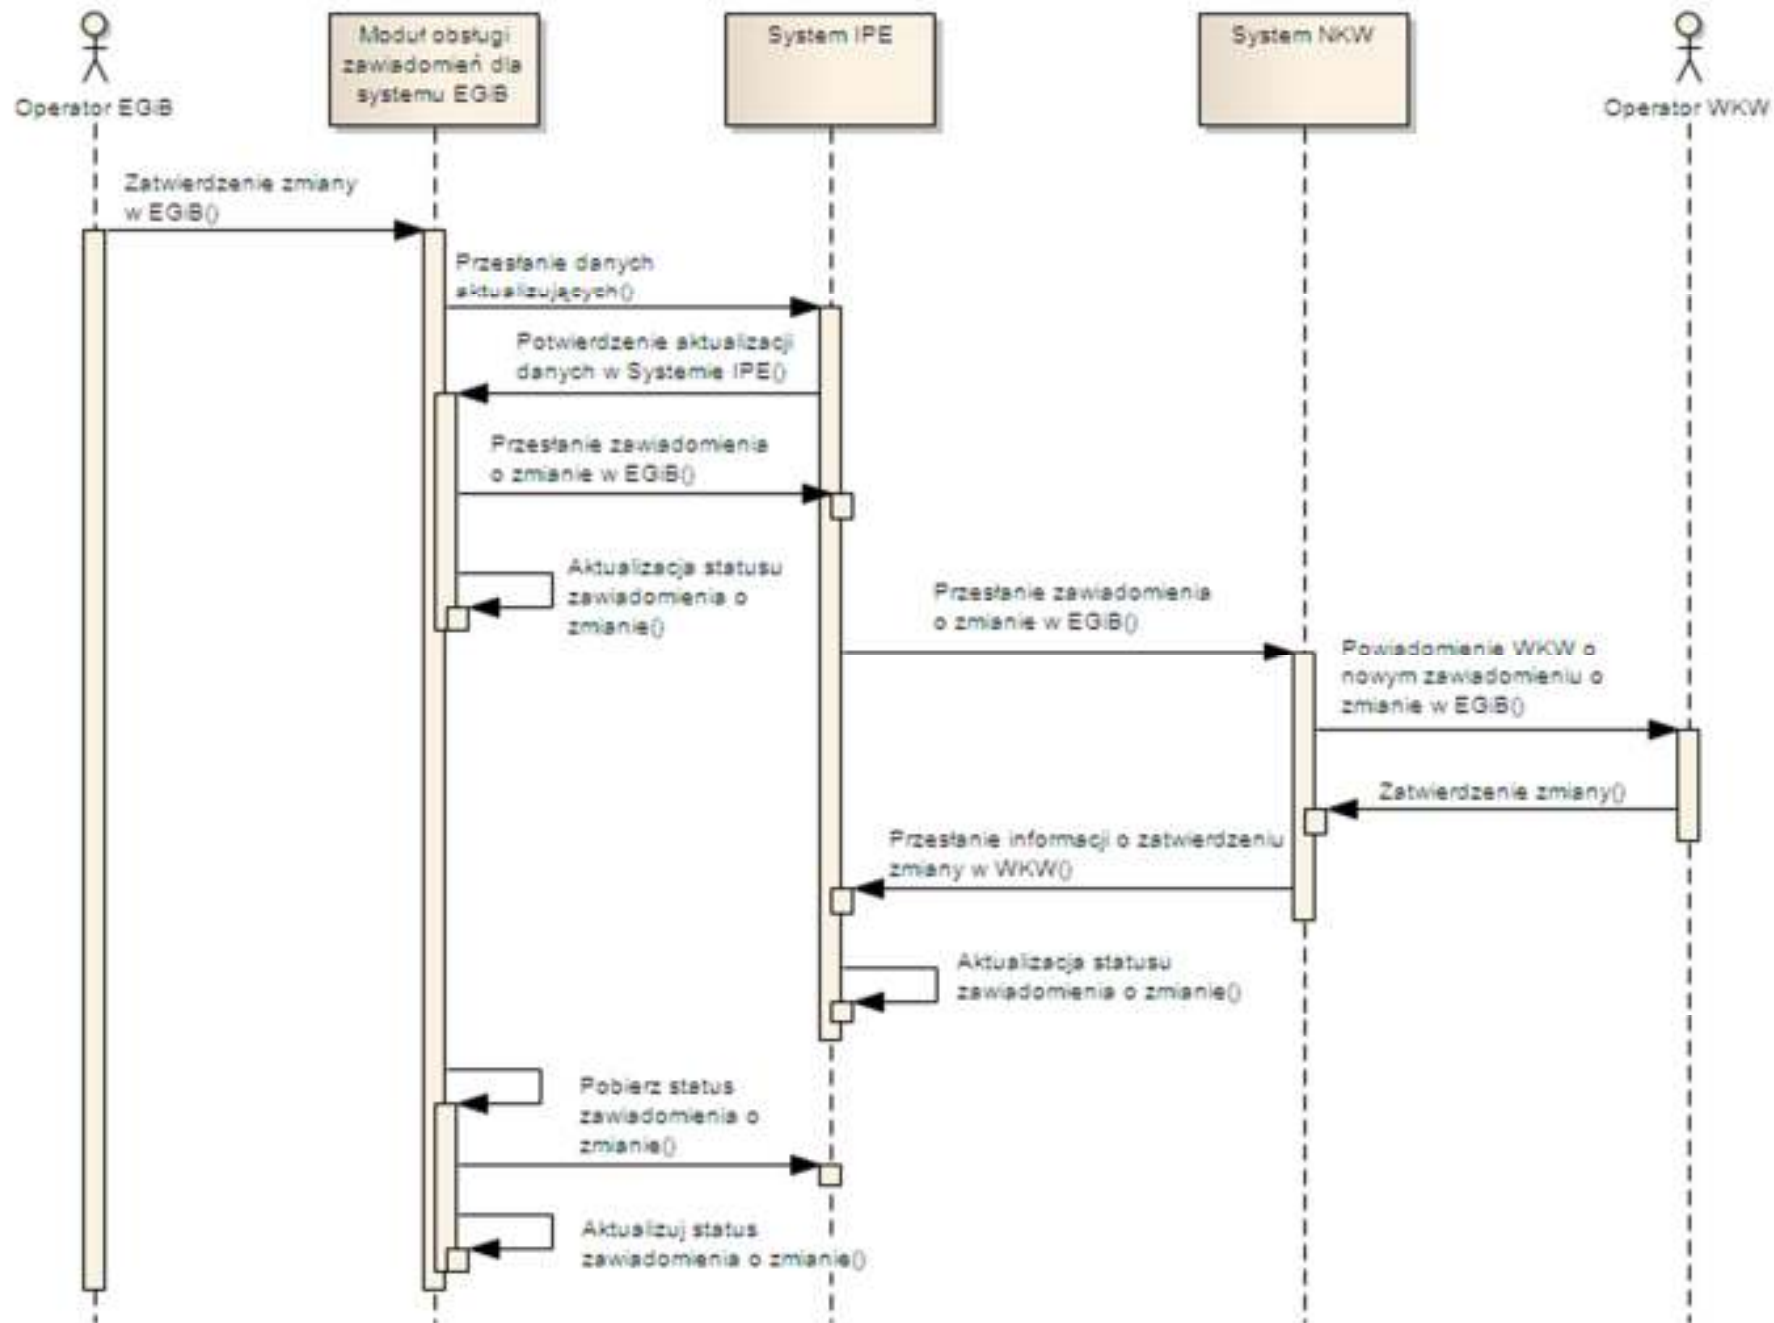 Operator EGiB
Moduł obsługi
zawiadomień dla
systemu EGiB
System IPE
System NKW
Operator WKW
Zatwierdzenie zmiany
w EGiB()
Przesłanie danych
aktualizujących()
Potwierdzenie aktualizacji
danych w Systemie IPE()
Przesłanie zawiadomienia
o zmianie w EGiB()
Aktualizacja statusu
zawiadomienia o
zmianie()
Przesłanie zawiadomienia
o zmianie w EGiB()
Powiadomienie WKW o
nowym zawiadomieniu o
zmianie w EGiB()
Zatwierdzenie zmiany()
Przesłanie informacji o zatwierdzeniu
zmiany w WKW()
Aktualizacja statusu
zawiadomienia o zmianie()
Pobierz status
zawiadomienia o
zmianie()
Aktualizuj status
zawiadomienia o zmianie()